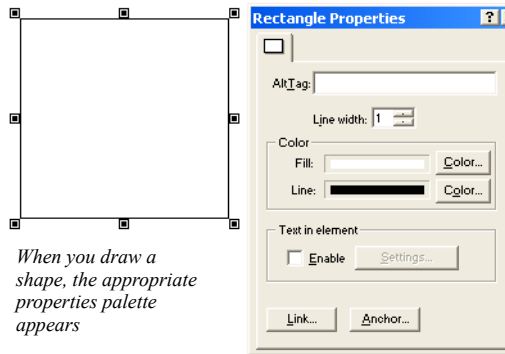 Rectangle Properties
?
AltTag:
Line width: 1
Color
Fill:
Color...
Line:
Color...
Text in element
Enable
Settings...
Link...
Anchor...
When you draw a
shape, the appropriate
properties palette
appears